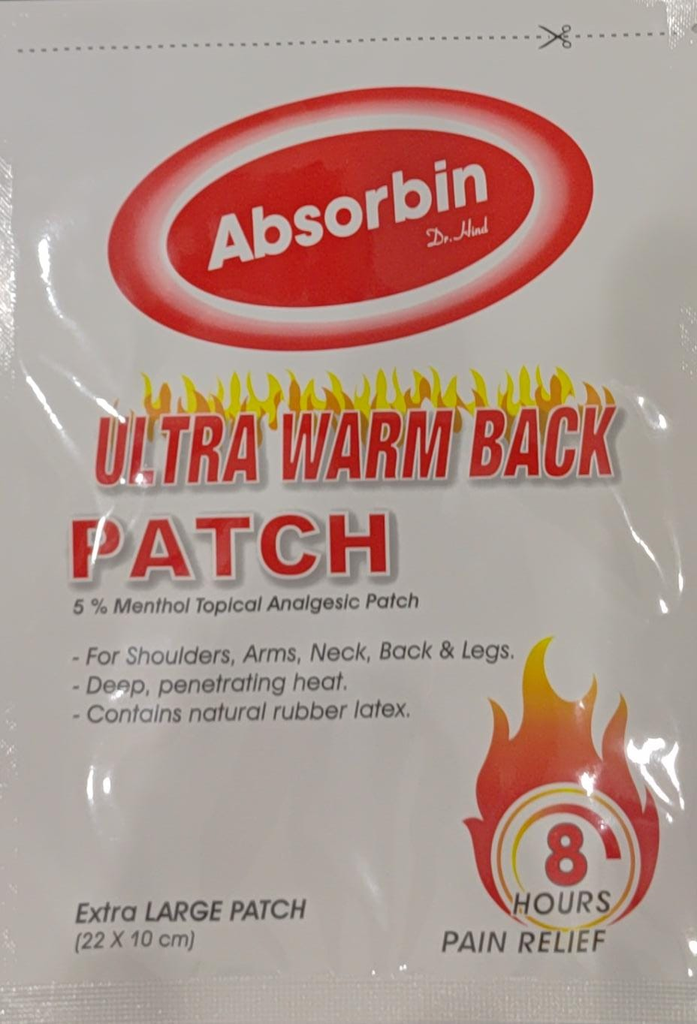 Absorbin
Dr. Hind
ULTRA WARM BACK
PATCH
5 % Menthol Topical Analgesic Patch
- For Shoulders, Arms, Neck, Back & Legs.
- Deep, penetrating heat.
- Contains natural rubber latex.
8
HOURS
PAIN RELIEF
Extra LARGE PATCH
(22 X 10 cm)